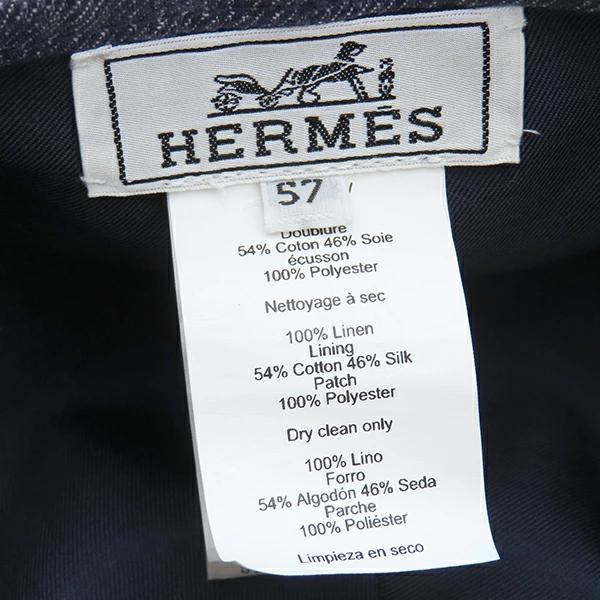 HERMĒS
57
Doublure
54% Coton 46% Soie
écusson
100% Polyester
Nettoyage à sec
100% Linen
Lining
54% Cotton 46% Silk
Patch
100% Polyester
Dry clean only
100% Lino
Forro
54% Algodón 46% Seda
Parche
100% Poliéster
Limpieza en seco